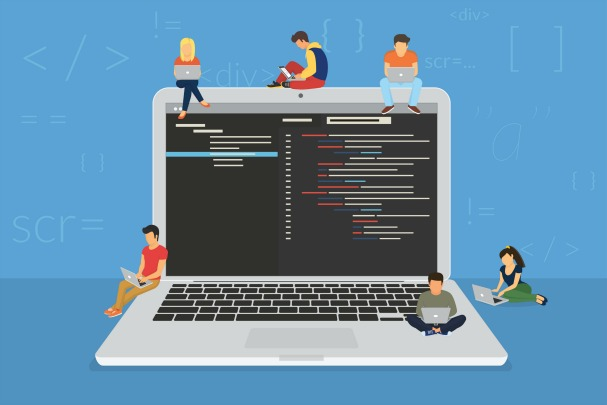 !=
{ }
<div>
< / >
<div>
scr=...
[ ]
= =
,, ,,
a
{ }
{ }
scr=
!=
< / >